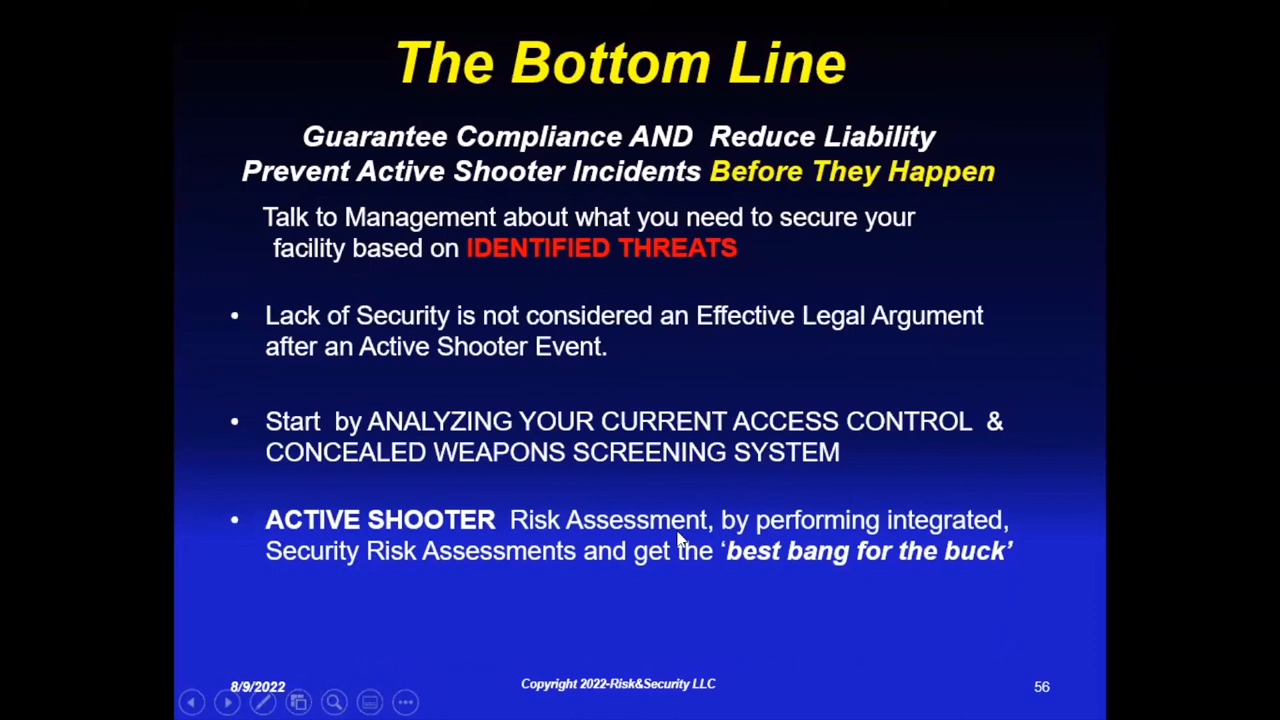 The Bottom Line
Guarantee Compliance AND  Reduce Liability
Prevent Active Shooter Incidents Before They Happen
Talk to Management about what you need to secure your
facility based on IDENTIFIED THREATS
• Lack of Security is not considered an Effective Legal Argument
after an Active Shooter Event.
• Start  by ANALYZING YOUR CURRENT ACCESS CONTROL  &
CONCEALED WEAPONS SCREENING SYSTEM
• ACTIVE SHOOTER  Risk Assessment, by performing integrated,
Security Risk Assessments and get the ‘best bang for the buck’
8/9/2022
Copyright 2022-Risk&Security LLC
56